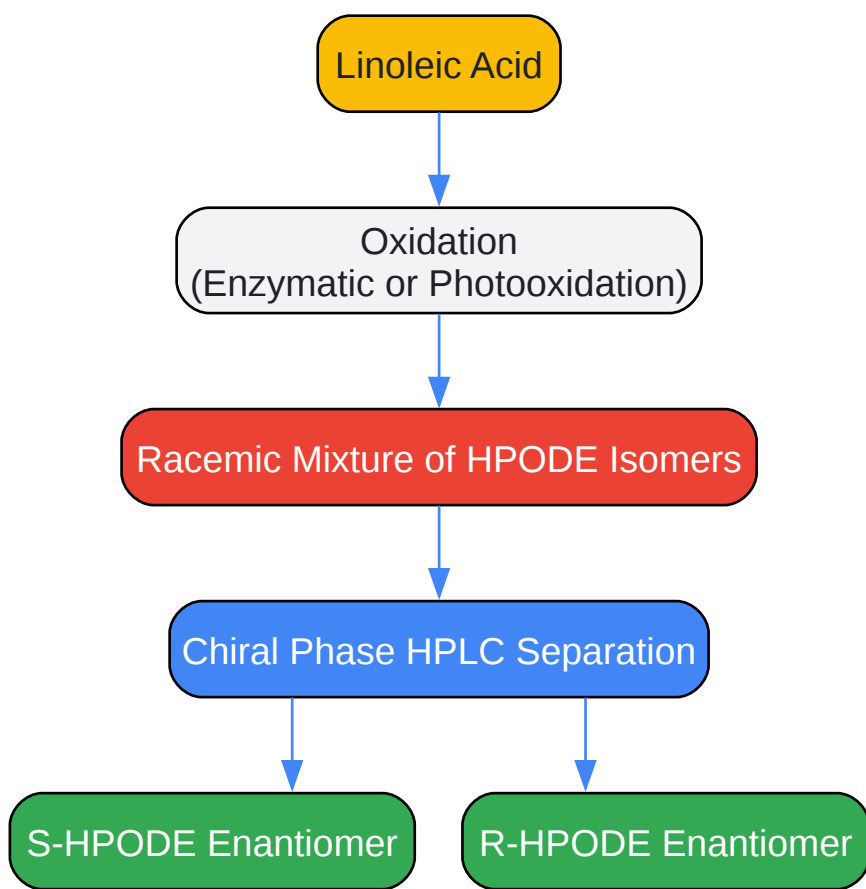 Linoleic Acid
Oxidation
(Enzymatic or Photooxidation)
Racemic Mixture of HPODE Isomers
Chiral Phase HPLC Separation
S-HPODE Enantiomer
R-HPODE Enantiomer